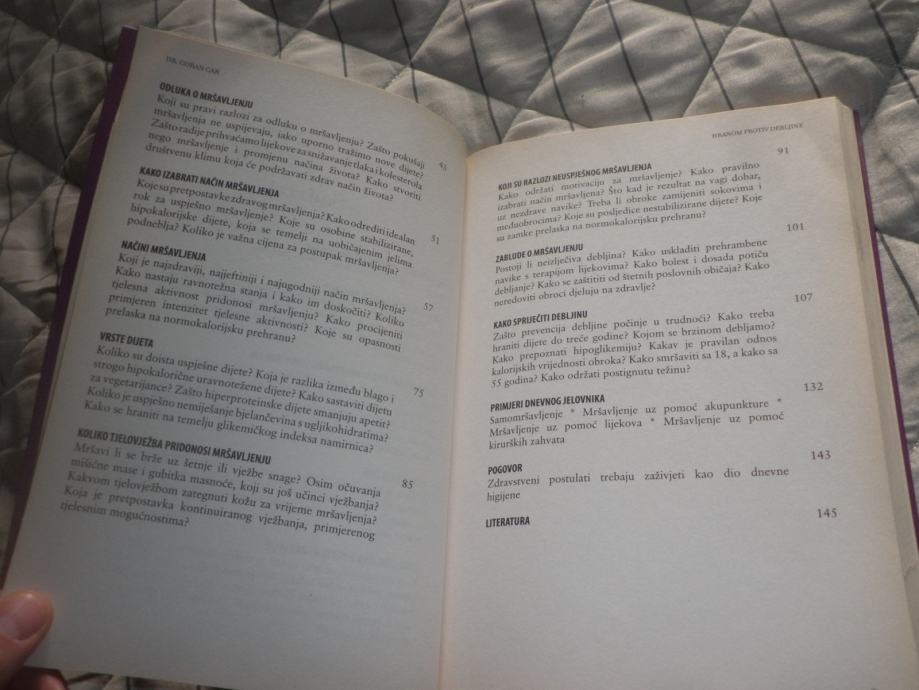 DR. GORAN GAR
ODLUKA O MRŠAVLJENJU
Koji su pravi razlozi za odluku o mršavljenju? Zašto pokušaji
mršavljenja ne uspijevaju, iako uporno tražimo nove dijete?
Zašto radije prihvaćamo lijekove za snižavanje tlaka i kolesterola
nego mršavljenje i promjenu načina života? Kako stvoriti
društvenu klimu koja će podržavati zdrav način života?
43
KAKO IZABRATI NAČIN MRŠAVLJENJA
Koje su pretpostavke zdravog mršavljenja? Kako odrediti idealan
rok za uspješno mršavljenje? Koje su osobine stabilizirane,
hipokalorijske dijete, koja se temelji na uobičajenim jelima
podneblja? Koliko je važna cijena za postupak mršavljenja?
51
NAČINI MRŠAVLJENJA
Koji je najzdraviji, najjeftiniji i najugodniji način mršavljenja?
Kako nastaju ravnotežna stanja i kako im doskočiti? Koliko
tjelesna aktivnost pridonosi mršavljenju? Kako procijeniti
primjeren intenzitet tjelesne aktivnosti? Koje su opasnosti
prelaska na normokalorijsku prehranu?
57
VRSTE DIJETA
Koliko su doista uspješne dijete? Koja je razlika između blago i
strogo hipokalorične uravnotežene dijete? Kako sastaviti dijetu
za vegetarijance? Zašto hiperproteinske dijete smanjuju apetit?
Koliko je uspješno nemiješanje bjelančevina s ugljikohidratima?
Kako se hraniti na temelju glikemičkog indeksa namirnica?
75
KOLIKO TJELOVJEŽBA PRIDONOSI MRŠAVLJENJU
Mršavi li se brže uz šetnje ili vježbe snage? Osim očuvanja
mišićne mase i gubitka masnoće, koji su još učinci vježbanja?
Kakvom tjelovježbom zategnuti kožu za vrijeme mršavljenja?
Koja je pretpostavka kontinuiranog vježbanja, primjerenog
tjelesnim mogućnostima?
85
HRANOM PROTIV DEBLJINE
KOJI SU RAZLOZI NEUSPJEŠNOG MRŠAVLJENJA
91
Kako održati motivaciju za mršavljenje? Kako pravilno
izabrati način mršavljena? Što kad je rezultat na vagi dobar,
uz nezdrave navike? Treba li obroke zamijeniti sokovima i
međuobrocima? Koje su posljedice nestabilizirane dijete? Koje
su zamke prelaska na normokalorijsku prehranu?
ZABLUDE O MRŠAVLJENJU
101
Postoji li neizlječiva debljina? Kako uskladiti prehrambene
navike s terapijom lijekovima? Kako bolest i dosada potiču
debljanje? Kako se zaštititi od štetnih poslovnih običaja? Kako
neredoviti obroci djeluju na zdravlje?
KAKO SPRIJEČITI DEBLJINU
107
Zašto prevencija debljine počinje u trudnoći? Kako treba
hraniti dijete do treće godine? Kojom se brzinom debljamo?
Kako prepoznati hipoglikemiju? Kakav je pravilan odnos
kalorijskih vrijednosti obroka? Kako smršaviti sa 18, a kako sa
55 godina? Kako održati postignutu težinu?
PRIMJERI DNEVNOG JELOVNIKA
132
Samomršavljenje * Mršavljenje uz pomoć akupunkture *
Mršavljenje uz pomoć lijekova * Mršavljenje uz pomoć
kirurških zahvata
POGOVOR
143
Zdravstveni postulati trebaju zaživjeti kao dio dnevne
higijene
LITERATURA
145